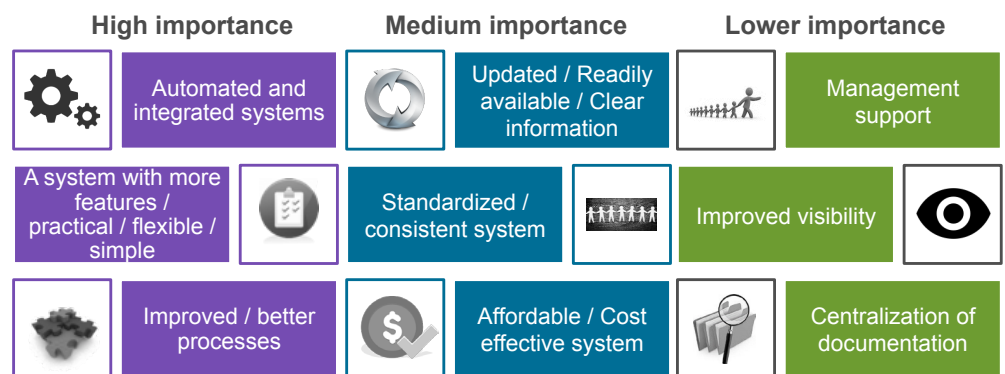 High importance
Medium importance
Lower importance
Automated and
integrated systems
Updated / Readily
available / Clear
information
Management
support
A system with more
features /
practical / flexible /
simple
Standardized /
consistent system
Improved visibility
Improved / better
processes
$
Affordable / Cost
effective system
Centralization of
documentation